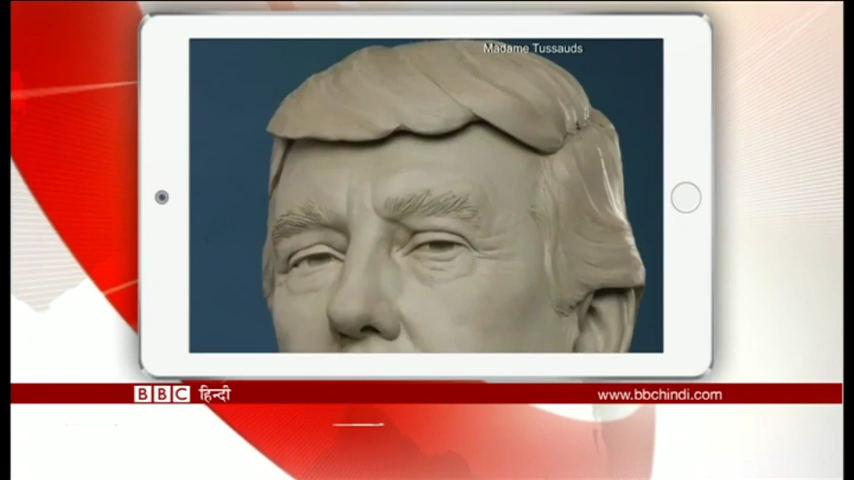 Madame Tussauds
BBC हिन्दी
www.bbchindi.com